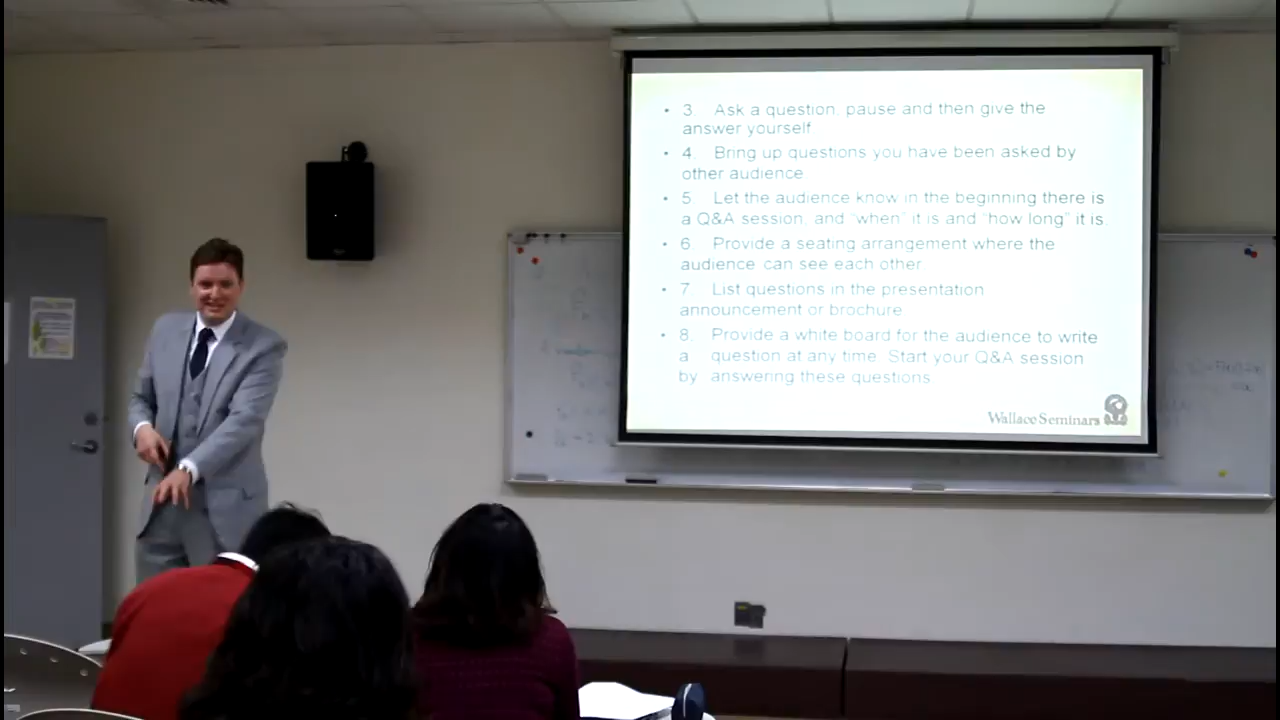 • 3. Ask a question, pause and then give the
answer yourself
• 4. Bring up questions you have been asked by
other audience
• 5. Let the audience know in the beginning there is
a Q&A session, and "when" it is and "how long" it is.
• 6. Provide a seating arrangement where the
audience can see each other
• 7. List questions in the presentation
announcement or brochure
• 8. Provide a white board for the audience to write
a question at any time. Start your Q&A session
by answering these questions
Wallace Seminars